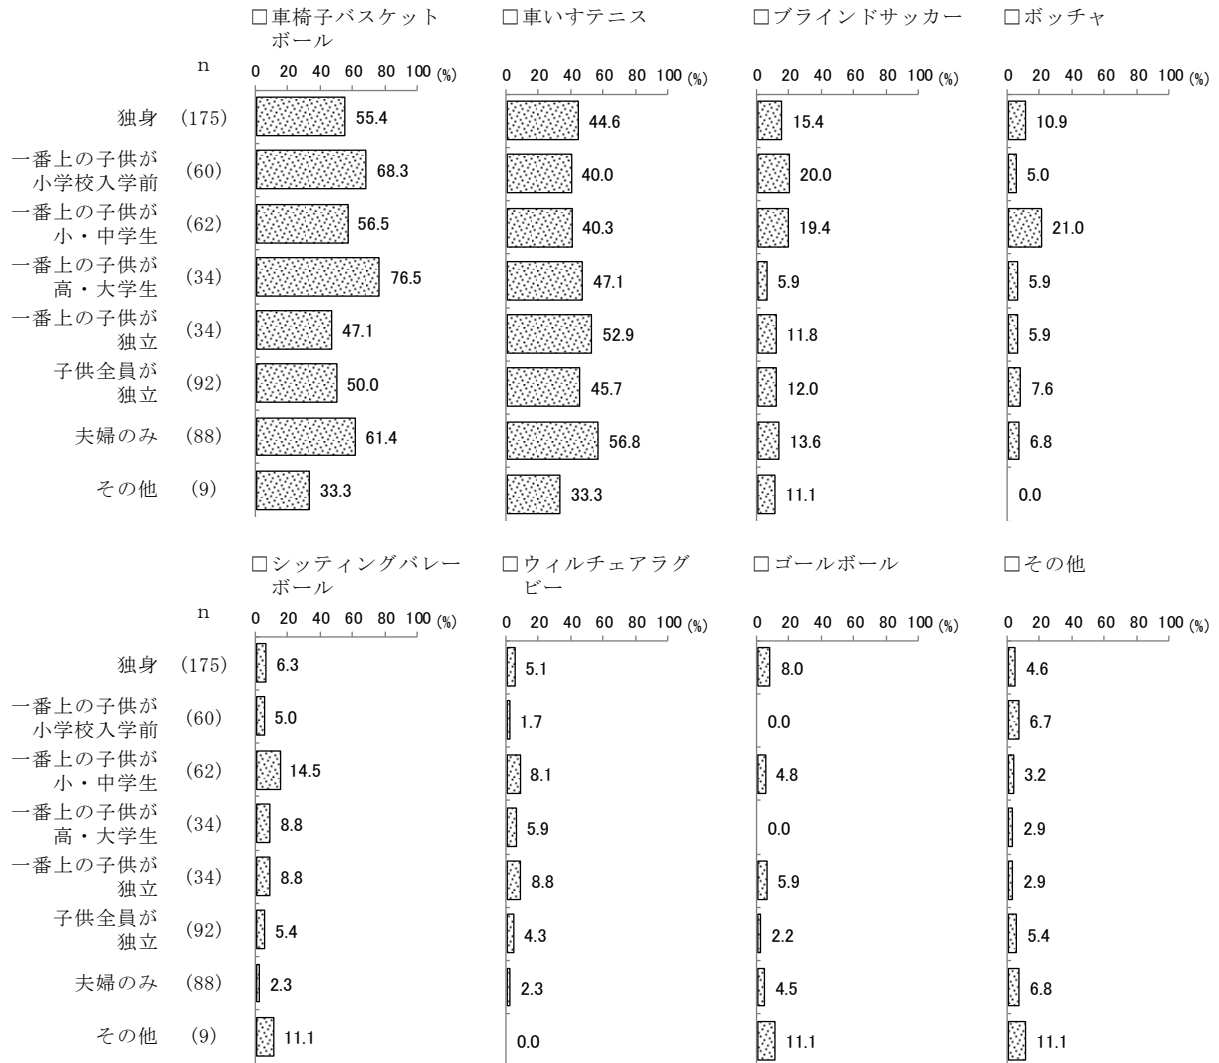 □車椅子バスケット
ボール
□車いすテニス
□ブラインドサッカー
□ボッチャ
n
0 20 40 60 80 100 (%)
0 20 40 60 80 100 (%)
0 20 40 60 80 100 (%)
0 20 40 60 80 100 (%)
独身 (175) 55.4 44.6 15.4 10.9
一番上の子供が
小学校入学前 (60) 68.3 40.0 20.0 5.0
一番上の子供が
小・中学生 (62) 56.5 40.3 19.4 21.0
一番上の子供が
高・大学生 (34) 76.5 47.1 5.9 5.9
一番上の子供が
独立 (34) 47.1 52.9 11.8 5.9
子供全員が
独立 (92) 50.0 45.7 12.0 7.6
夫婦のみ (88) 61.4 56.8 13.6 6.8
その他 (9) 33.3 33.3 11.1 0.0
□シッティングバレー
ボール
□ウィルチェアラグ
ビー
□ゴールボール
□その他
n
0 20 40 60 80 100 (%)
0 20 40 60 80 100 (%)
0 20 40 60 80 100 (%)
0 20 40 60 80 100 (%)
独身 (175) 6.3 5.1 8.0 4.6
一番上の子供が
小学校入学前 (60) 5.0 1.7 0.0 6.7
一番上の子供が
小・中学生 (62) 14.5 8.1 4.8 3.2
一番上の子供が
高・大学生 (34) 8.8 5.9 0.0 2.9
一番上の子供が
独立 (34) 8.8 8.8 5.9 2.9
子供全員が
独立 (92) 5.4 4.3 2.2 5.4
夫婦のみ (88) 2.3 2.3 4.5 6.8
その他 (9) 11.1 0.0 11.1 11.1